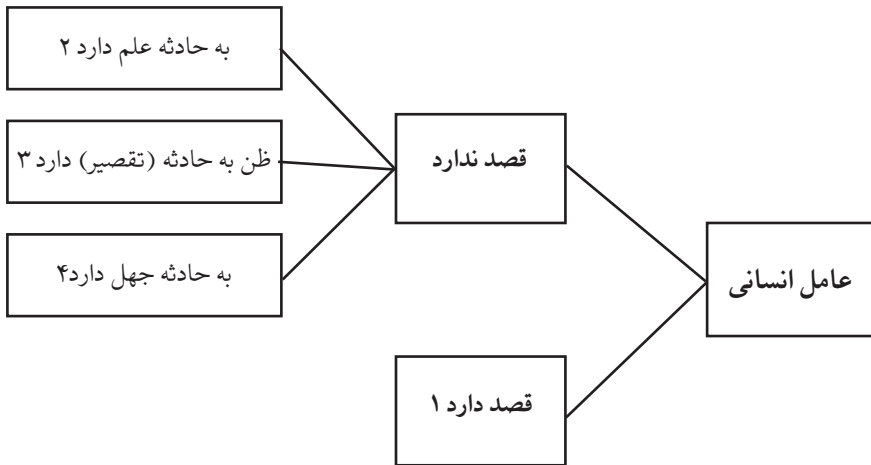 عامل انسانی
قصد ندارد
به حادثه علم دارد ۲
ظن به حادثه (تقصیر) دارد ۳
به حادثه جهل دارد۴
قصد دارد ۱